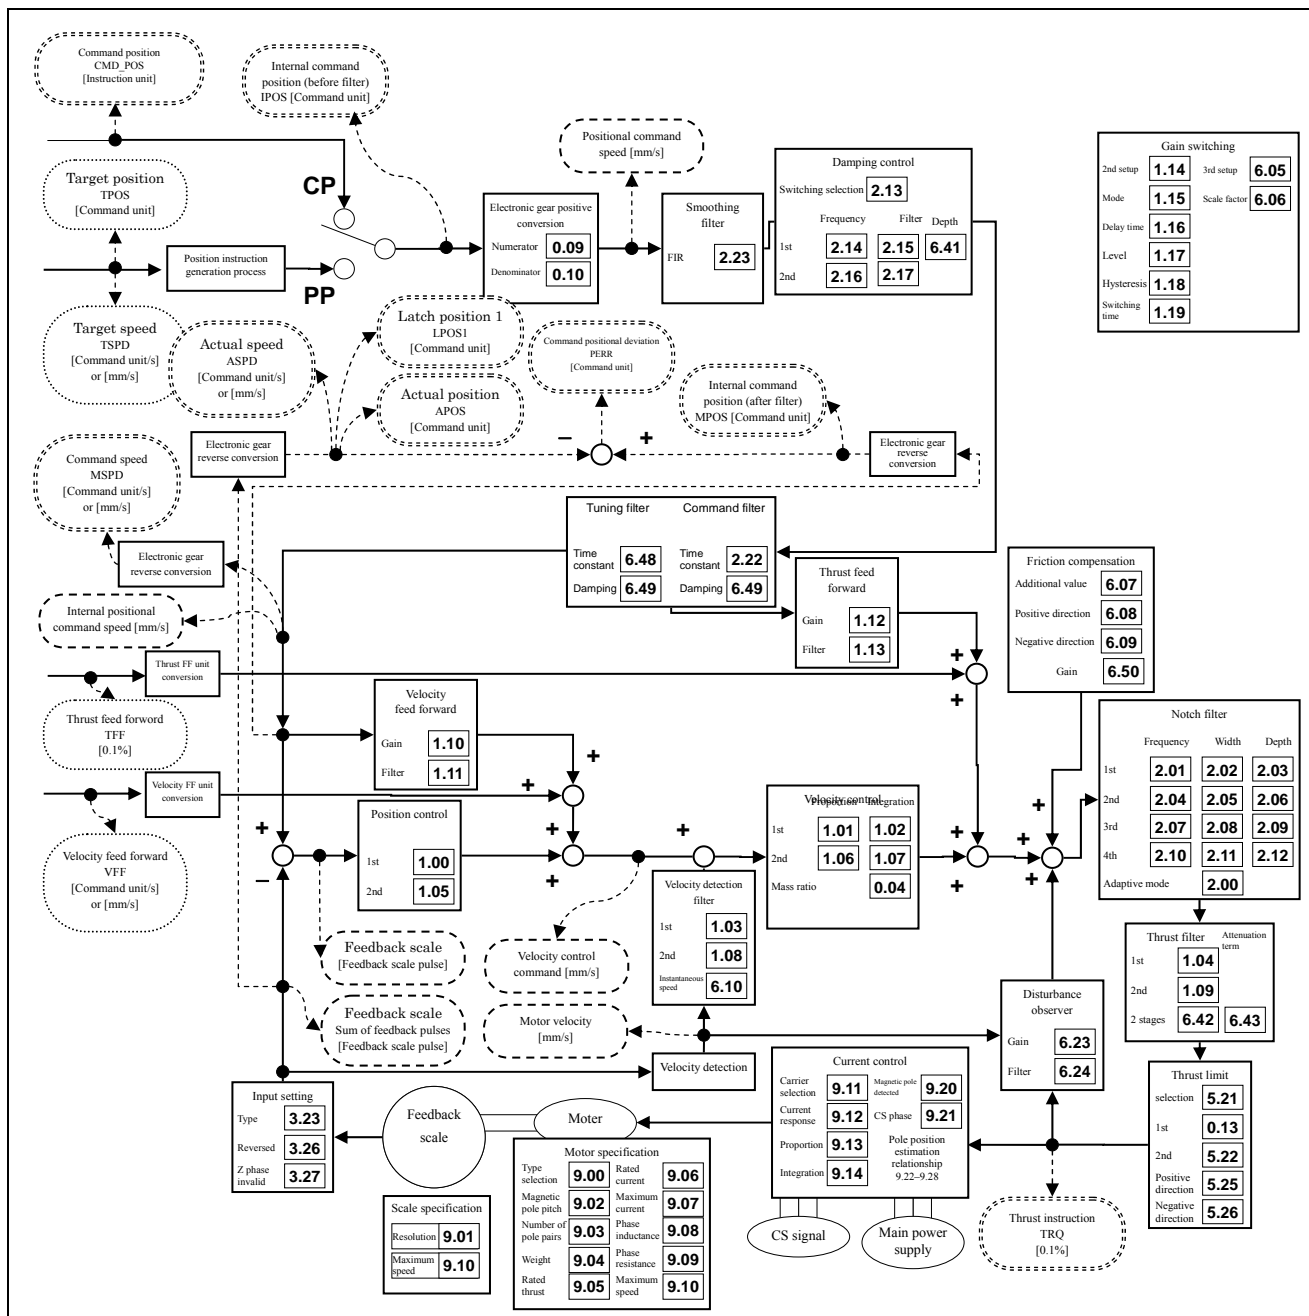 Command position
CMD_POS
[Instruction unit]
Internal command
position (before filter)
IPOS [Command unit]
Positional command
speed [mm/s]
Target position
TPOS
[Command unit]
CP
PP
Position instruction
generation process
Electronic gear positive
conversion
Numerator 0.09
Denominator 0.10
Smoothing
filter
FIR 2.23
Damping control
Switching selection 2.13
Frequency Filter Depth
1st 2.14 2.15 6.41
2nd 2.16 2.17
Gain switching
2nd setup 1.14 3rd setup 6.05
Mode 1.15 Scale factor 6.06
Delay time 1.16
Level 1.17
Hysteresis 1.18
Switching
time 1.19
Target speed
TSPD
[Command unit/s]
or [mm/s]
Actual speed
ASPD
[Command unit/s]
or [mm/s]
Latch position 1
LPOS1
[Command unit]
Actual position
APOS
[Command unit]
Command positional deviation
PERR
[Command unit]
Internal command
position (after filter)
MPOS [Command unit]
Electronic gear
reverse conversion
− +
Electronic gear
reverse
conversion
Command speed
MSPD
[Command unit/s]
or [mm/s]
Electronic gear
reverse conversion
Internal positional
command speed [mm/s]
Tuning filter Command filter
Time
constant 6.48
Time
constant 2.22
Damping 6.49 Damping 6.49
Thrust feed
forward
Gain 1.12
Filter 1.13
Friction compensation
Additional value 6.07
Positive direction 6.08
Negative direction 6.09
Gain 6.50
Thrust FF unit
conversion
+
+
Thrust feed forword
TFF
[0.1%]
Velocity
feed forward
Gain 1.10
Filter 1.11
+
+
Velocity FF unit
conversion
Velocity feed forward
VFF
[Command unit/s]
or [mm/s]
+
−
Position control
1st 1.00
2nd 1.05
+
+
+
Velocity control
Proportion Integration
1st 1.01 1.02
2nd 1.06 1.07
Mass ratio 0.04
+
+
+
+
+
Notch filter
Frequency Width Depth
1st 2.01 2.02 2.03
2nd 2.04 2.05 2.06
3rd 2.07 2.08 2.09
4th 2.10 2.11 2.12
Adaptive mode 2.00
Feedback scale
[Feedback scale pulse]
Feedback scale
Sum of feedback pulses
[Feedback scale pulse]
Velocity control
command [mm/s]
Motor velocity
[mm/s]
Velocity detection
filter
1st 1.03
2nd 1.08
Instantaneous
speed 6.10
Velocity detection
Disturbance
observer
Gain 6.23
Filter 6.24
Thrust filter Attenuation
term
1st 1.04
2nd 1.09
2 stages 6.42 6.43
Thrust limit
selection 5.21
1st 0.13
2nd 5.22
Positive
direction 5.25
Negative
direction 5.26
Input setting
Type 3.23
Reversed 3.26
Z phase
invalid 3.27
Feedback
scale
Moter
Current control
Carrier
selection 9.11
Magnetic pole
detected 9.20
Current
response 9.12
CS phase 9.21
Proportion 9.13
Integration 9.14
Pole position
estimation
relationship
9.22–9.28
CS signal
Main power
supply
Thrust instruction
TRQ
[0.1%]
Scale specification
Resolution 9.01
Maximum
speed 9.10
Motor specification
Type
selection 9.00
Rated
current 9.06
Magnetic
pole pitch 9.02
Maximum
current 9.07
Number of
pole pairs 9.03
Phase
inductance 9.08
Weight 9.04
Phase
resistance 9.09
Rated
thrust 9.05
Maximum
speed 9.10